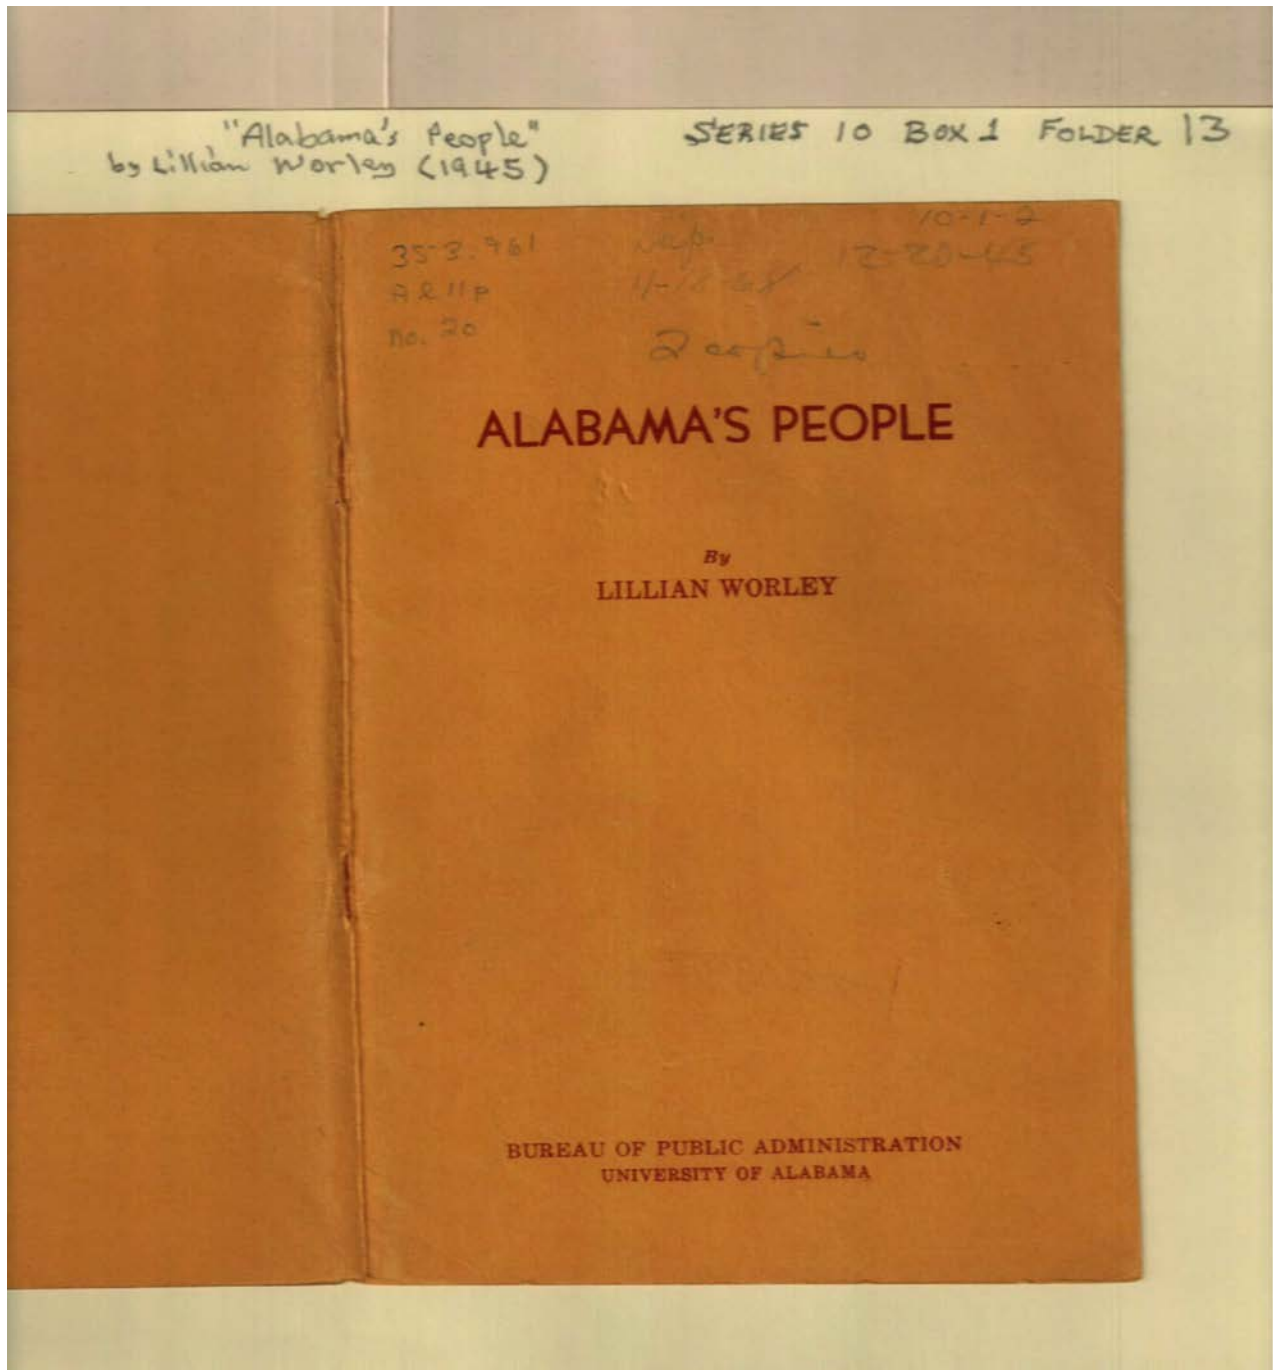 "Alabama's People"
by Lillian Worley (1945)
SERIES 10 BOX 1 FOLDER 13
10-1-2
353.961
12-20-45
Al11p
no. 20
2 copies
ALABAMA'S PEOPLE
By
LILLIAN WORLEY
BUREAU OF PUBLIC ADMINISTRATION
UNIVERSITY OF ALABAMA